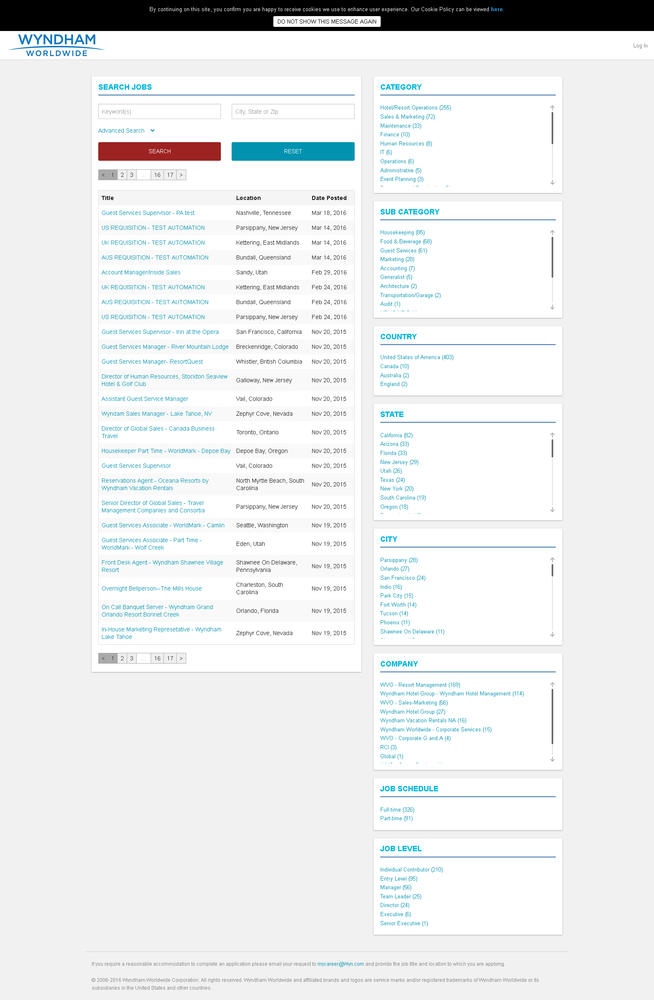 By continuing on this site, you confirm you are happy to receive cookies we use to enhance user experience. Our Cookie Policy can be viewed here.
DO NOT SHOW THIS MESSAGE AGAIN
WYNDHAM
WORLDWIDE
Log In
SEARCH JOBS
Keyword(s)
City, State or Zip
Advanced Search
SEARCH
RESET
< 1 2 3 ... 16 17 >
Title Location Date Posted
Guest Services Supervisor - PA test Nashville, Tennessee Mar 18, 2016
US REQUISITION - TEST AUTOMATION Parsippany, New Jersey Mar 14, 2016
UK REQUISITION - TEST AUTOMATION Kettering, East Midlands Mar 14, 2016
AUS REQUISITION - TEST AUTOMATION Bundall, Queensland Mar 14, 2016
Account Manager/Inside Sales Sandy, Utah Feb 29, 2016
UK REQUISITION - TEST AUTOMATION Kettering, East Midlands Feb 24, 2016
AUS REQUISITION - TEST AUTOMATION Bundall, Queensland Feb 24, 2016
US REQUISITION - TEST AUTOMATION Parsippany, New Jersey Feb 24, 2016
Guest Services Supervisor - Inn at the Opera San Francisco, California Nov 20, 2015
Guest Services Manager - River Mountain Lodge Breckenridge, Colorado Nov 20, 2015
Guest Services Manager- ResortQuest Whistler, British Columbia Nov 20, 2015
Director of Human Resources, Stockton Seaview
Hotel & Golf Club Galloway, New Jersey Nov 20, 2015
Assistant Guest Service Manager Vail, Colorado Nov 20, 2015
Wyndam Sales Manager - Lake Tahoe, NV Zephyr Cove, Nevada Nov 20, 2015
Director of Global Sales - Canada Business
Travel Toronto, Ontario Nov 20, 2015
Housekeeper Part Time - WorldMark - Depoe Bay Depoe Bay, Oregon Nov 20, 2015
Guest Services Supervisor Vail, Colorado Nov 20, 2015
Reservations Agent - Oceana Resorts by
Wyndham Vacation Rentals North Myrtle Beach, South
Carolina Nov 20, 2015
Senior Director of Global Sales - Travel
Management Companies and Consortia Parsippany, New Jersey Nov 20, 2015
Guest Services Associate - WorldMark - Camlin Seattle, Washington Nov 19, 2015
Guest Services Associate - Part Time -
WorldMark - Wolf Creek Eden, Utah Nov 19, 2015
Front Desk Agent - Wyndham Shawnee Village
Resort Shawnee On Delaware,
Pennsylvania Nov 19, 2015
Overnight Bellperson--The Mills House Charleston, South
Carolina Nov 19, 2015
On Call Banquet Server - Wyndham Grand
Orlando Resort Bonnet Creek Orlando, Florida Nov 19, 2015
In-House Marketing Represetative - Wyndham
Lake Tahoe Zephyr Cove, Nevada Nov 19, 2015
< 1 2 3 ... 16 17 >
CATEGORY
Hotel/Resort Operations (255)
Sales & Marketing (72)
Maintenance (33)
Finance (10)
Human Resources (8)
IT (6)
Operations (6)
Administrative (5)
Event Planning (3)
SUB CATEGORY
Housekeeping (85)
Food & Beverage (68)
Guest Services (61)
Marketing (28)
Accounting (7)
Generalist (5)
Architecture (2)
Transportation/Garage (2)
Audit (1)
COUNTRY
United States of America (403)
Canada (10)
Australia (2)
England (2)
STATE
California (82)
Arizona (33)
Florida (33)
New Jersey (29)
Utah (26)
Texas (24)
New York (20)
South Carolina (19)
Oregon (18)
CITY
Parsippany (28)
Orlando (27)
San Francisco (24)
Indio (16)
Park City (15)
Fort Worth (14)
Tucson (14)
Phoenix (11)
Shawnee On Delaware (11)
COMPANY
WVO - Resort Management (169)
Wyndham Hotel Group - Wyndham Hotel Management (114)
WVO - Sales-Marketing (66)
Wyndham Hotel Group (27)
Wyndham Vacation Rentals NA (16)
Wyndham Worldwide - Corporate Services (15)
WVO - Corporate G and A (4)
RCI (3)
Global (1)
JOB SCHEDULE
Full-time (326)
Part-time (91)
JOB LEVEL
Individual Contributor (210)
Entry Level (95)
Manager (56)
Team Leader (25)
Director (24)
Executive (6)
Senior Executive (1)
If you require a reasonable accommodation to complete an application please email your request to mycareer@Wyn.com and provide the job title and location to which you are applying.
© 2006-2016 Wyndham Worldwide Corporation. All rights reserved. Wyndham Worldwide and affiliated brands and logos are service marks and/or registered trademarks of Wyndham Worldwide or its
subsidiaries in the United States and other countries.